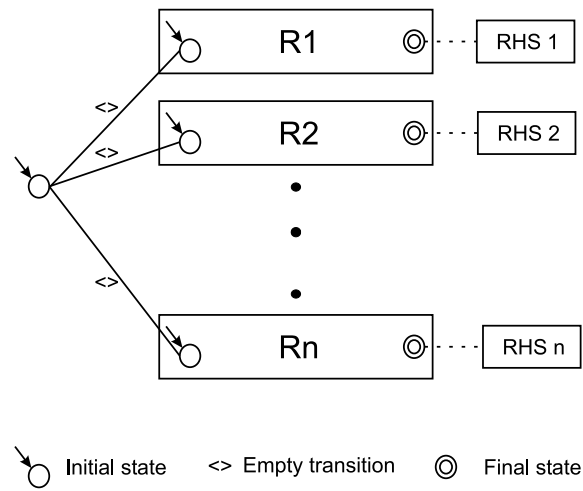 R1
RHS 1
<>
R2
RHS 2
<>
<>
Rn
RHS n
Initial state
<> Empty transition
Final state